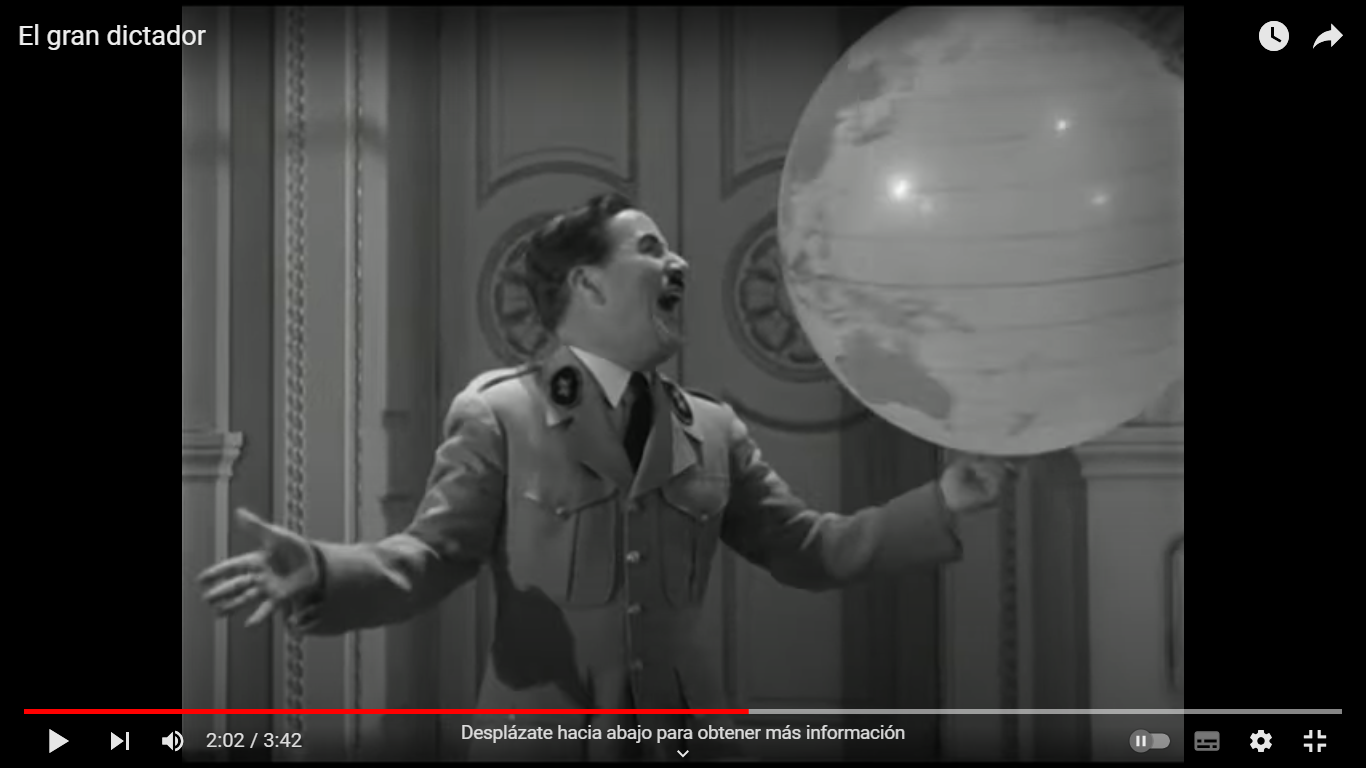 El gran dictador
2:02 / 3:42
Desplázate hacia abajo para obtener más información